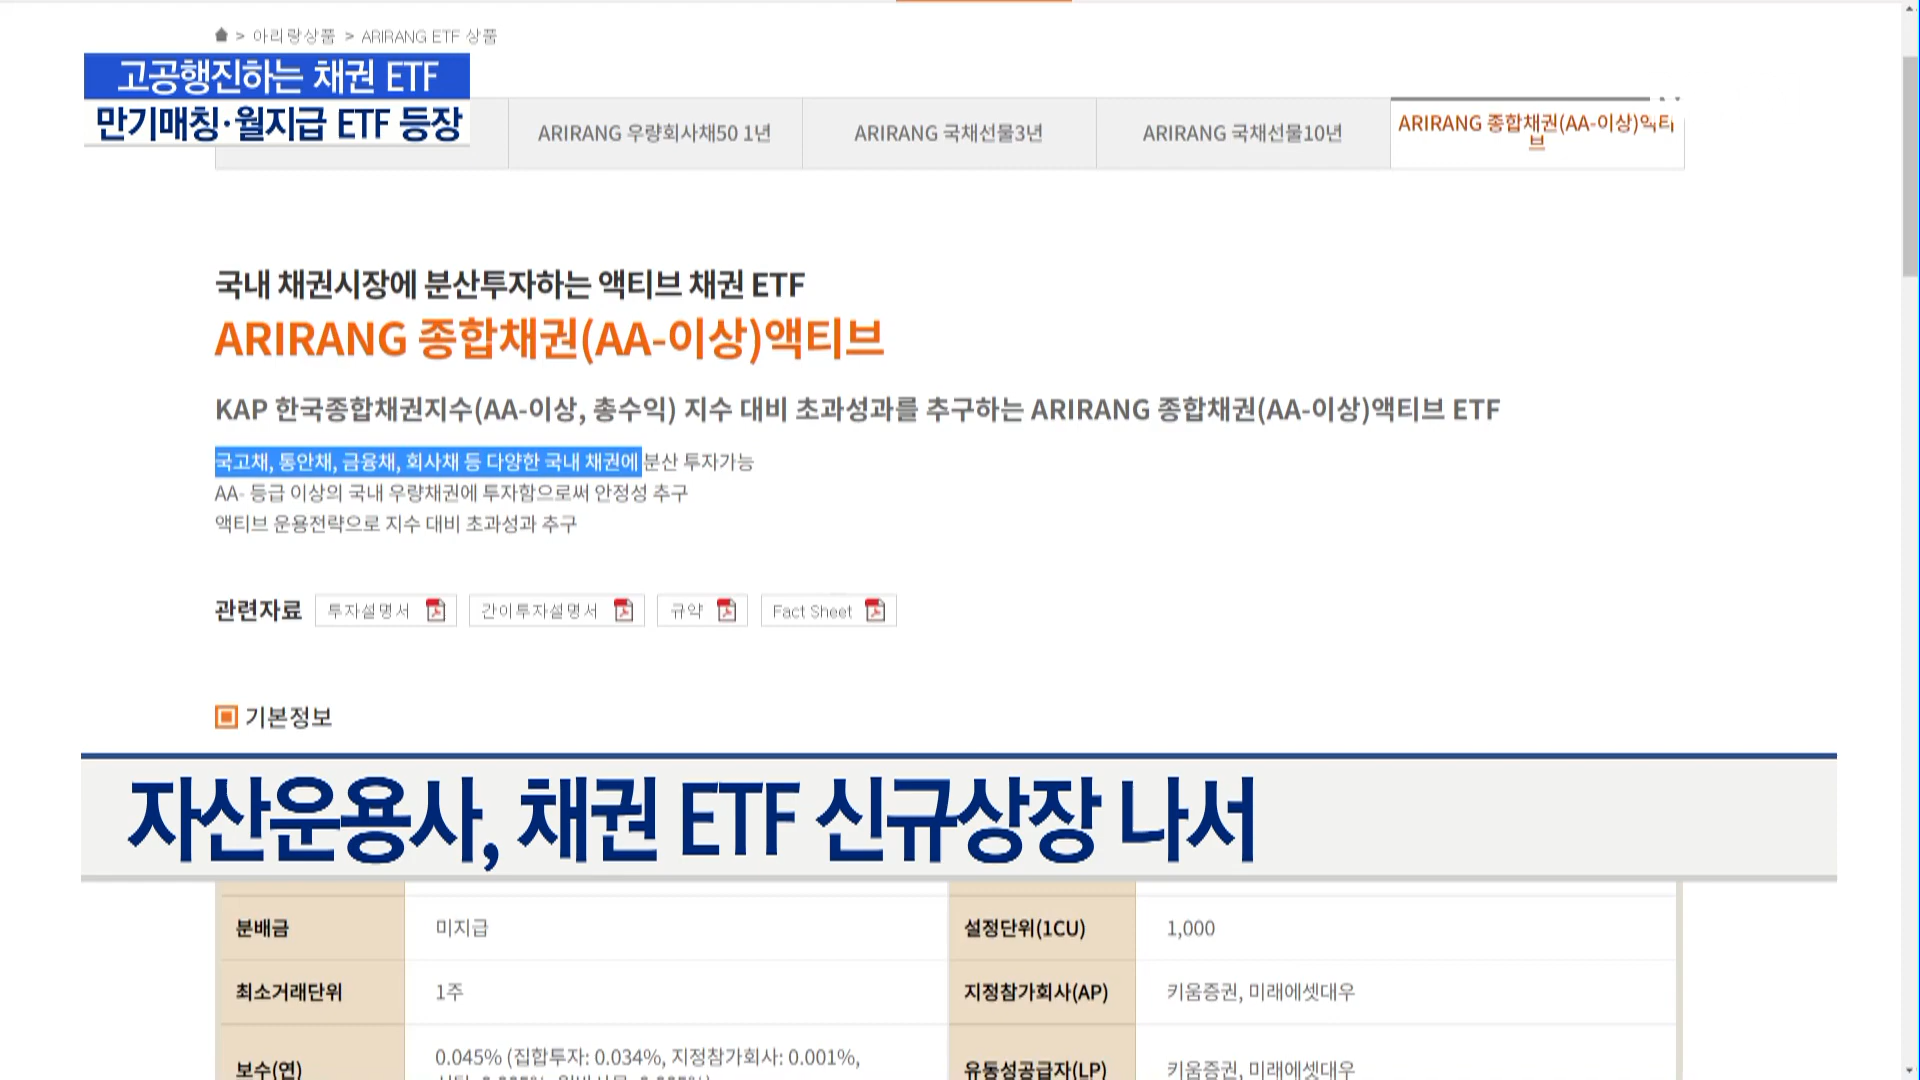 > 아리랑상품 > ARIRANG ETF 상품
고공행진하는 채권 ETF
만기매칭·월지급 ETF 등장
ARIRANG 우량회사채50 1년
ARIRANG 국채선물3년
ARIRANG 국채선물10년
ARIRANG 종합채권(AA-이상)액티
브
국내 채권시장에 분산투자하는 액티브 채권 ETF
ARIRANG 종합채권(AA-이상)액티브
KAP 한국종합채권지수(AA-이상, 총수익) 지수 대비 초과성과를 추구하는 ARIRANG 종합채권(AA-이상)액티브 ETF
국고채, 통안채, 금융채, 회사채 등 다양한 국내 채권에 분산 투자가능
AA- 등급 이상의 국내 우량채권에 투자함으로써 안정성 추구
액티브 운용전략으로 지수 대비 초과성과 추구
관련자료 투자설명서 간이투자설명서 규약 Fact Sheet
기본정보
자산운용사, 채권 ETF 신규상장 나서
분배금 미지급 설정단위(1CU) 1,000
최소거래단위 1주 지정참가회사(AP) 키움증권, 미래에셋대우
보수(연) 0.045% (집합투자: 0.034%, 지정참가회사: 0.001%, 유동성공급자(LP) 키움증권, 미래에셋대우